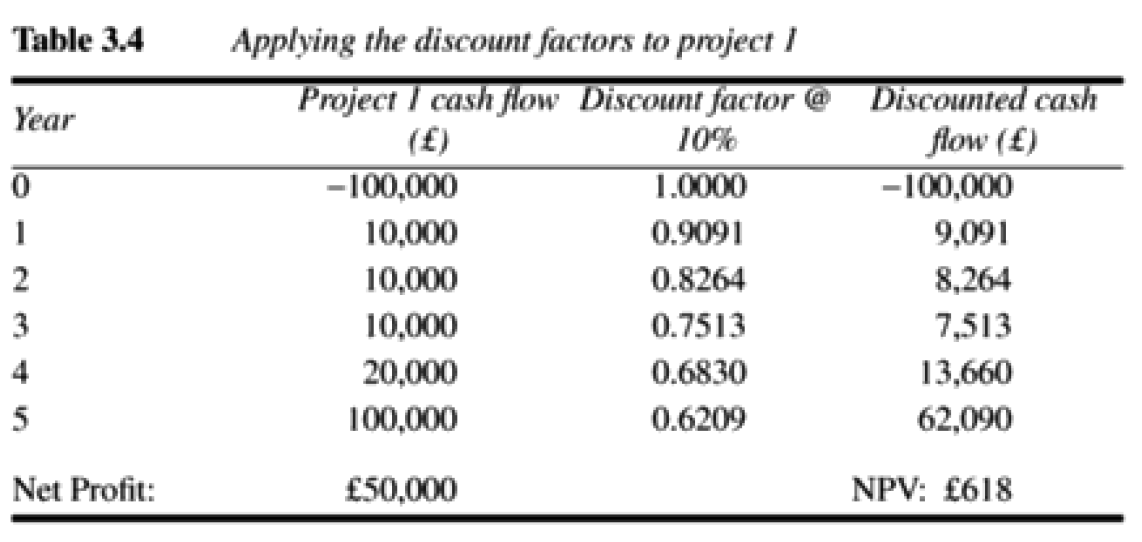 Table 3.4 Applying the discount factors to project 1
Year Project 1 cash flow (£) Discount factor @ 10% Discounted cash flow (£)
0 −100,000 1.0000 −100,000
1 10,000 0.9091 9,091
2 10,000 0.8264 8,264
3 10,000 0.7513 7,513
4 20,000 0.6830 13,660
5 100,000 0.6209 62,090
Net Profit: £50,000 NPV: £618